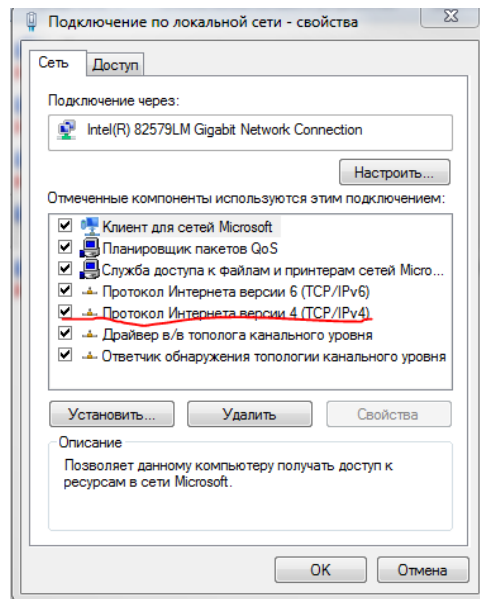 Подключение по локальной сети - свойства
Сеть
Доступ
Подключение через:
Intel(R) 82579LM Gigabit Network Connection
Настроить...
Отмеченные компоненты используются этим подключением:
Клиент для сетей Microsoft
Планировщик пакетов QoS
Служба доступа к файлам и принтерам сетей Micro...
Протокол Интернета версии 6 (TCP/IPv6)
Протокол Интернета версии 4 (TCP/IPv4)
Драйвер в/в тополога канального уровня
Ответчик обнаружения топологии канального уровня
Установить...
Удалить
Свойства
Описание
Позволяет данному компьютеру получать доступ к
ресурсам в сети Microsoft.
OK
Отмена